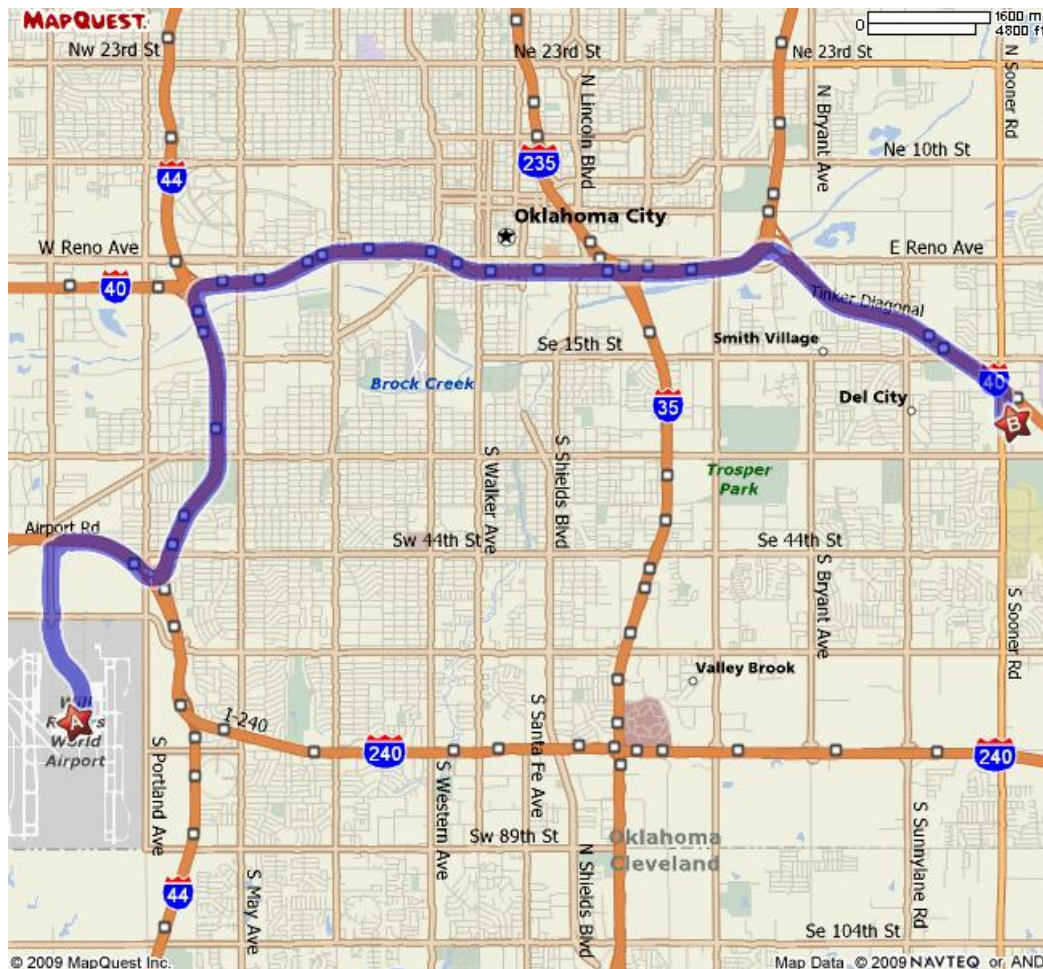 MAPQUEST.
0
1600 m
4800 ft
Nw 23rd St
Ne 23rd St
Ne 23rd St
N Sooner Rd
N Lincoln Blvd
N Bryant Ave
Ne 10th St
44
235
Oklahoma City
W Reno Ave
E Reno Ave
40
Tinker Diagonal
Se 15th St
Smith Village
Brock Creek
40
Del City
35
B
S Walker Ave
S Shields Blvd
Trosper
Park
Airport Rd
Sw 44th St
Se 44th St
S Bryant Ave
S Sooner Rd
Valley Brook
Will
Rogers
World
Airport
A
I-240
S Portland Ave
240
S Santa Fe Ave
240
S Western Ave
S Sunnylane Rd
Sw 89th St
Oklahoma
Cleveland
44
S May Ave
N Shields Blvd
Se 104th St
© 2009 MapQuest Inc.
Map Data © 2009 NAVTEQ or AND